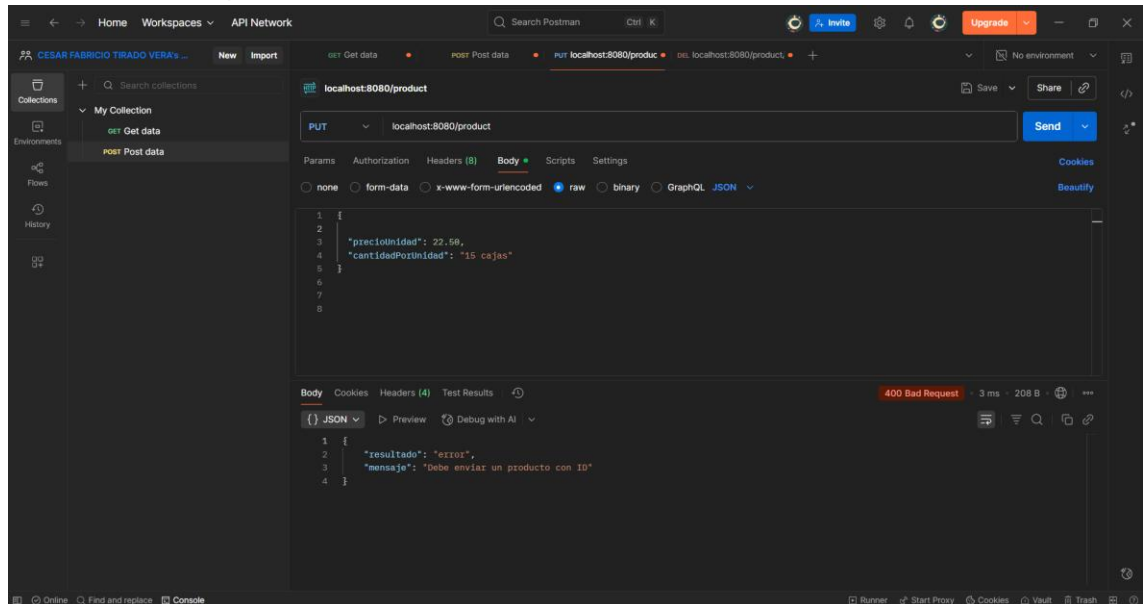 Home Workspaces API Network Search Postman Ctrl K Invite Upgrade
CESAR FABRICIO TIRADO VERA's ... New Import GET Get data POST Post data PUT localhost:8080/produc DEL localhost:8080/product, No environment
Collections
Search collections
localhost:8080/product Save Share
My Collection
GET Get data
PUT localhost:8080/product Send
Environments
POST Post data
Params Authorization Headers (8) Body Scripts Settings Cookies
Flows
none form-data x-www-form-urlencoded raw binary GraphQL JSON Beautify
History
1 {
2
3 "precioUnidad": 22.50,
4 "cantidadPorUnidad": "15 cajas"
5 }
6
7
8
Body Cookies Headers (4) Test Results 400 Bad Request 3 ms 208 B
{} JSON Preview Debug with AI
1 {
2 "resultado": "error",
3 "mensaje": "Debe enviar un producto con ID"
4 }
Online Find and replace Console Runner Start Proxy Cookies Vault Trash